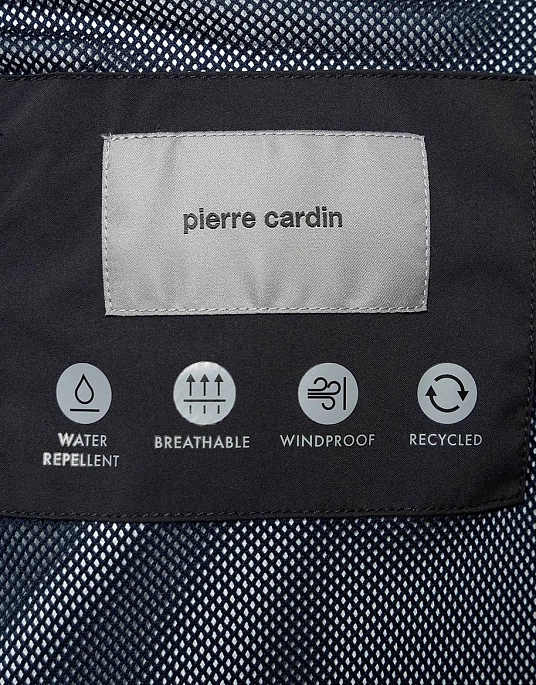 pierre cardin
WATER
REPELLENT
BREATHABLE
WINDPROOF
RECYCLED